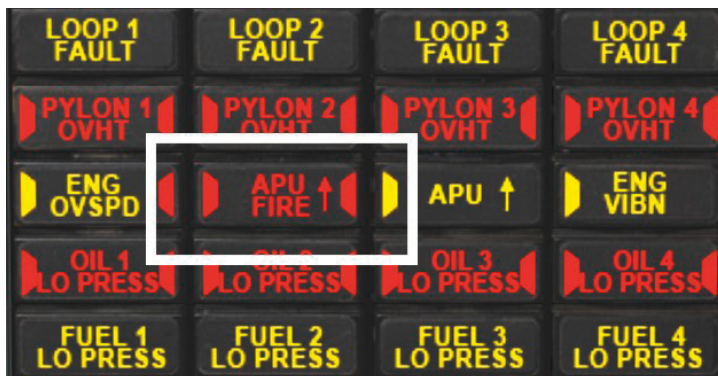 LOOP 1 FAULT
LOOP 2 FAULT
LOOP 3 FAULT
LOOP 4 FAULT
PYLON 1 OVHT
PYLON 2 OVHT
PYLON 3 OVHT
PYLON 4 OVHT
ENG OVSPD
APU FIRE ↑
APU ↑
ENG VIBN
OIL 1 LO PRESS
OIL 2 LO PRESS
OIL 3 LO PRESS
OIL 4 LO PRESS
FUEL 1 LO PRESS
FUEL 2 LO PRESS
FUEL 3 LO PRESS
FUEL 4 LO PRESS